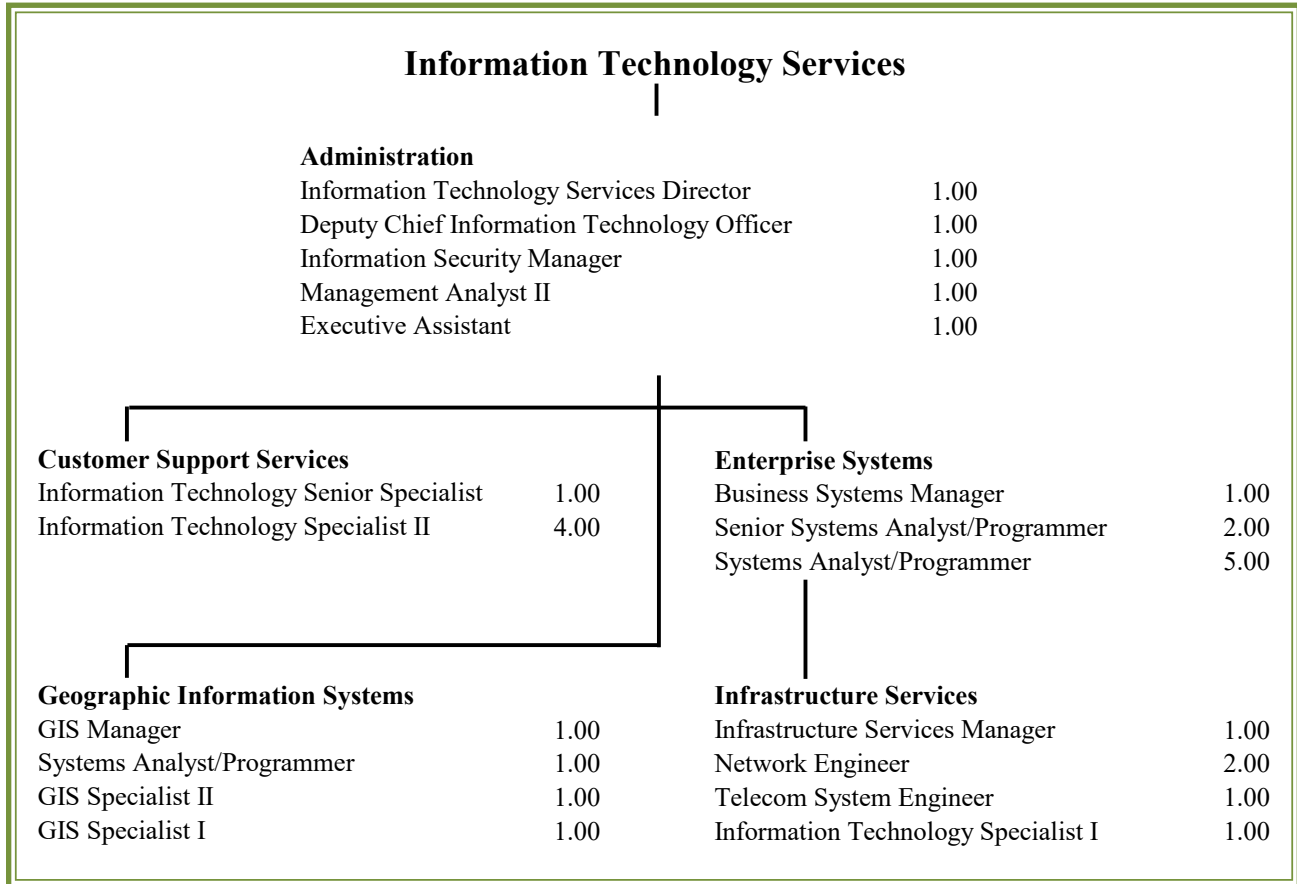 Information Technology Services
Administration
Information Technology Services Director 1.00
Deputy Chief Information Technology Officer 1.00
Information Security Manager 1.00
Management Analyst II 1.00
Executive Assistant 1.00
Customer Support Services
Information Technology Senior Specialist 1.00
Information Technology Specialist II 4.00
Enterprise Systems
Business Systems Manager 1.00
Senior Systems Analyst/Programmer 2.00
Systems Analyst/Programmer 5.00
Geographic Information Systems
GIS Manager 1.00
Systems Analyst/Programmer 1.00
GIS Specialist II 1.00
GIS Specialist I 1.00
Infrastructure Services
Infrastructure Services Manager 1.00
Network Engineer 2.00
Telecom System Engineer 1.00
Information Technology Specialist I 1.00